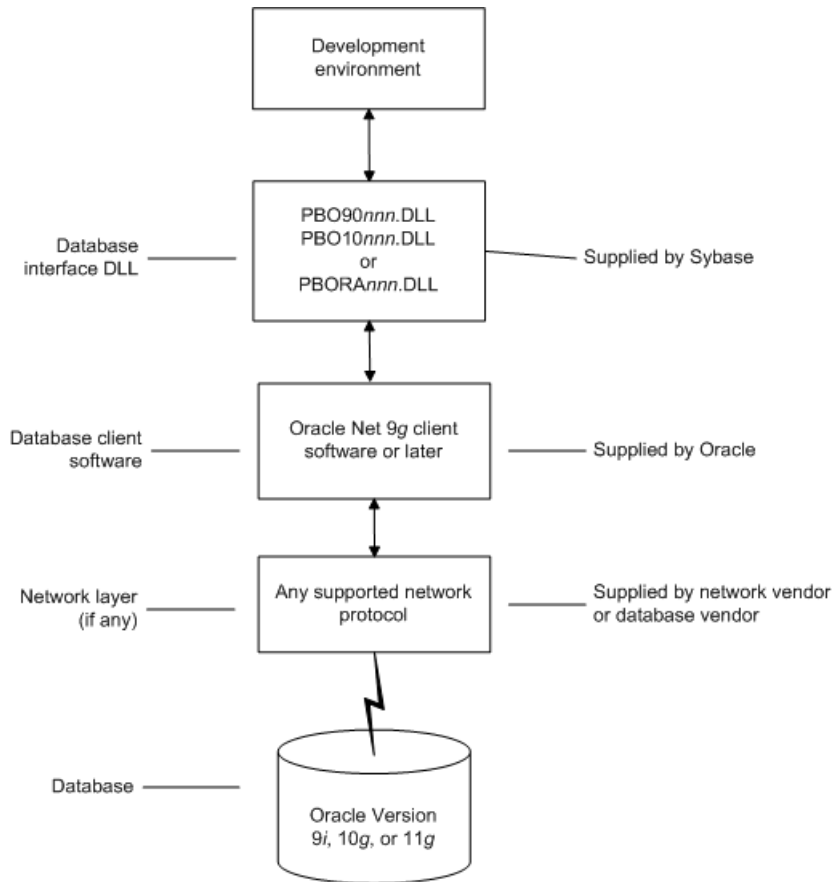 Development
environment
PBO90nnn.DLL
PBO10nnn.DLL
or
PBORAnnn.DLL
Database
interface DLL
Supplied by Sybase
Oracle Net 9g client
software or later
Database client
software
Supplied by Oracle
Any supported network
protocol
Network layer
(if any)
Supplied by network vendor
or database vendor
Database
Oracle Version
9i, 10g, or 11g